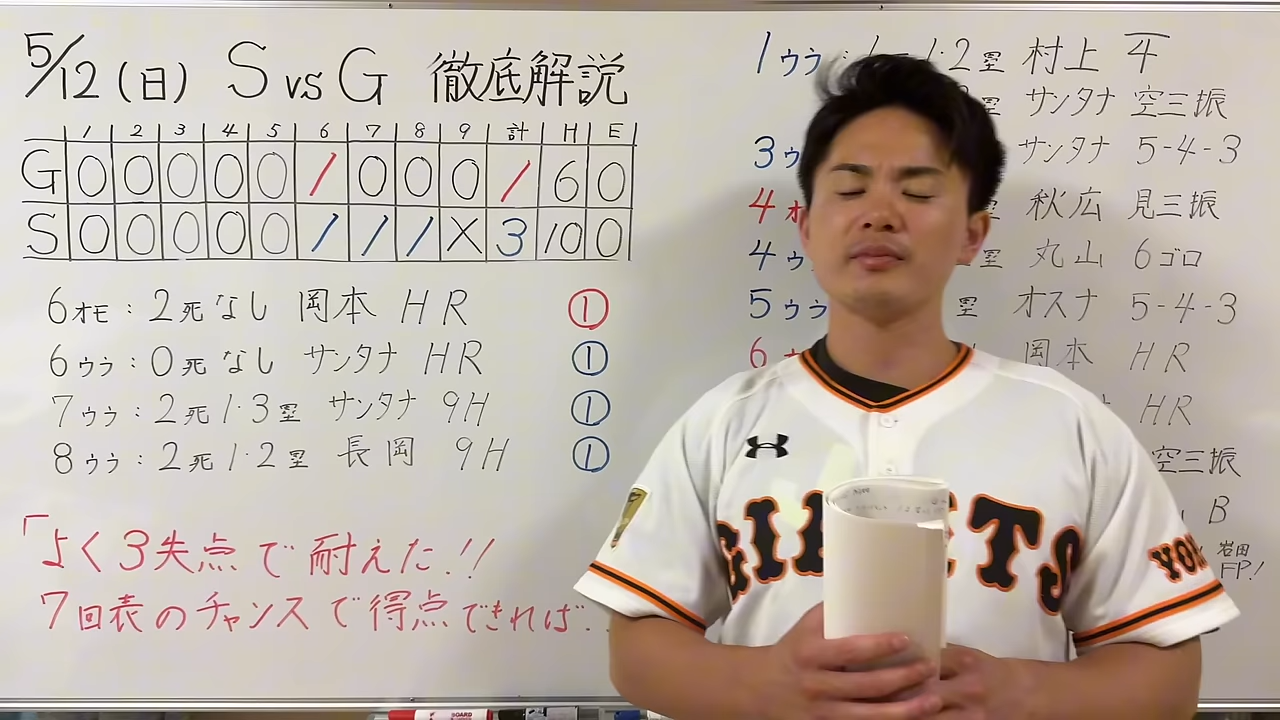 5/12(日) S vs G 徹底解説
1 2 3 4 5 6 7 8 9 計 H E
G 0 0 0 0 0 1 0 0 0 1 6 0
S 0 0 0 0 0 1 1 1 X 3 10 0
6オモ:2死なし 岡本 HR ①
6ウラ:0死なし サンタナ HR ①
7ウラ:2死1・3塁 サンタナ 9H ①
8ウラ:2死1・2塁 長岡 9H ①
「よく3失点で耐えた!!
7回表のチャンスで得点できれば
1ウラ 1・2塁 村上 4
塁 サンタナ 空三振
3ウ サンタナ 5-4-3
4オ 塁 秋広 見三振
4ウ 塁 丸山 6ゴロ
5ウラ 塁 オスナ 5-4-3
6 岡本 HR
HR
空三振
B
岩田
FP!
GI TS
YO
BOARD